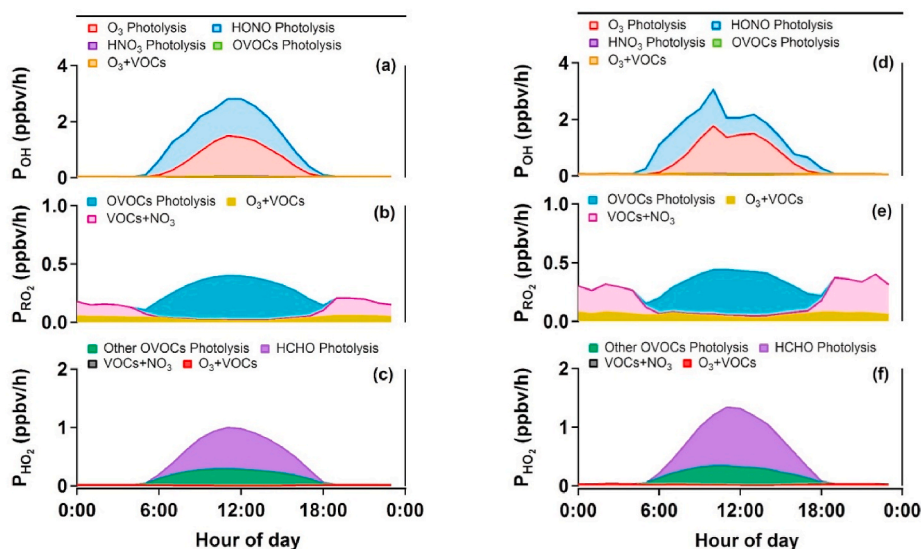 O3 Photolysis HONO Photolysis
HNO3 Photolysis OVOCs Photolysis
O3+VOCs (a)
4
2
0
POH (ppbv/h)
OVOCs Photolysis O3+VOCs
VOCs+NO3 (b)
1.0
0.5
0.0
PRO2 (ppbv/h)
Other OVOCs Photolysis HCHO Photolysis
VOCs+NO3 O3+VOCs (c)
2
1
0
PHO2 (ppbv/h)
0:00 6:00 12:00 18:00 0:00
Hour of day
O3 Photolysis HONO Photolysis
HNO3 Photolysis OVOCs Photolysis
O3+VOCs (d)
4
2
0
POH (ppbv/h)
OVOCs Photolysis O3+VOCs
VOCs+NO3 (e)
1.0
0.5
0.0
PRO2 (ppbv/h)
Other OVOCs Photolysis HCHO Photolysis
VOCs+NO3 O3+VOCs (f)
2
1
0
PHO2 (ppbv/h)
0:00 6:00 12:00 18:00 0:00
Hour of day